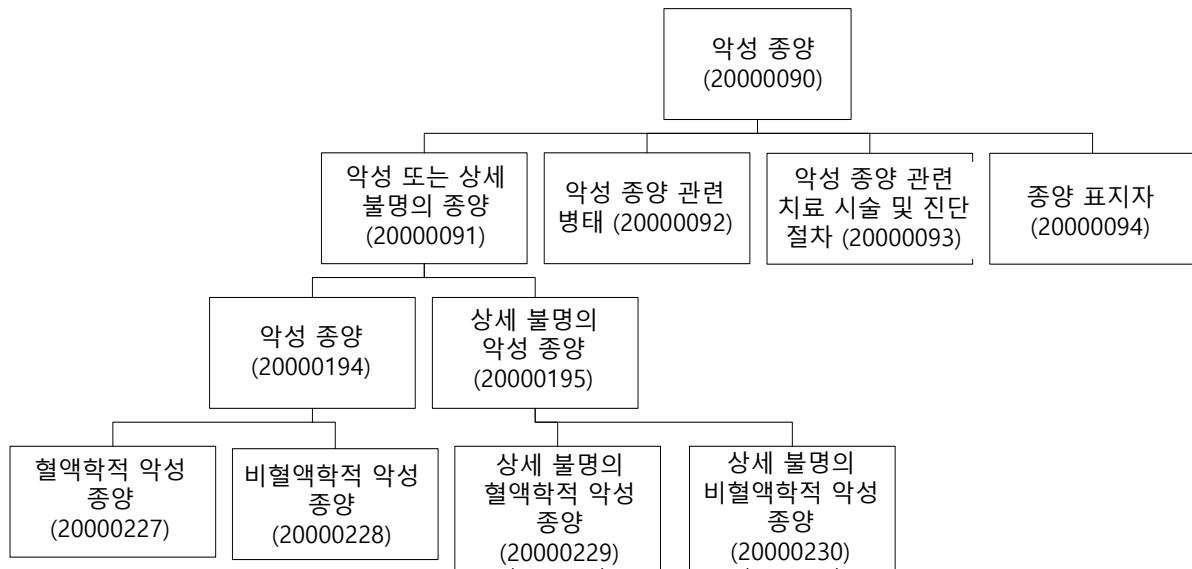 악성 종양
(20000090)
악성 또는 상세
불명의 종양
(20000091)
악성 종양 관련
병태 (20000092)
악성 종양 관련
치료 시술 및 진단
절차 (20000093)
종양 표지자
(20000094)
악성 종양
(20000194)
상세 불명의
악성 종양
(20000195)
혈액학적 악성
종양
(20000227)
비혈액학적 악성
종양
(20000228)
상세 불명의
혈액학적 악성
종양
(20000229)
상세 불명의
비혈액학적 악성
종양
(20000230)